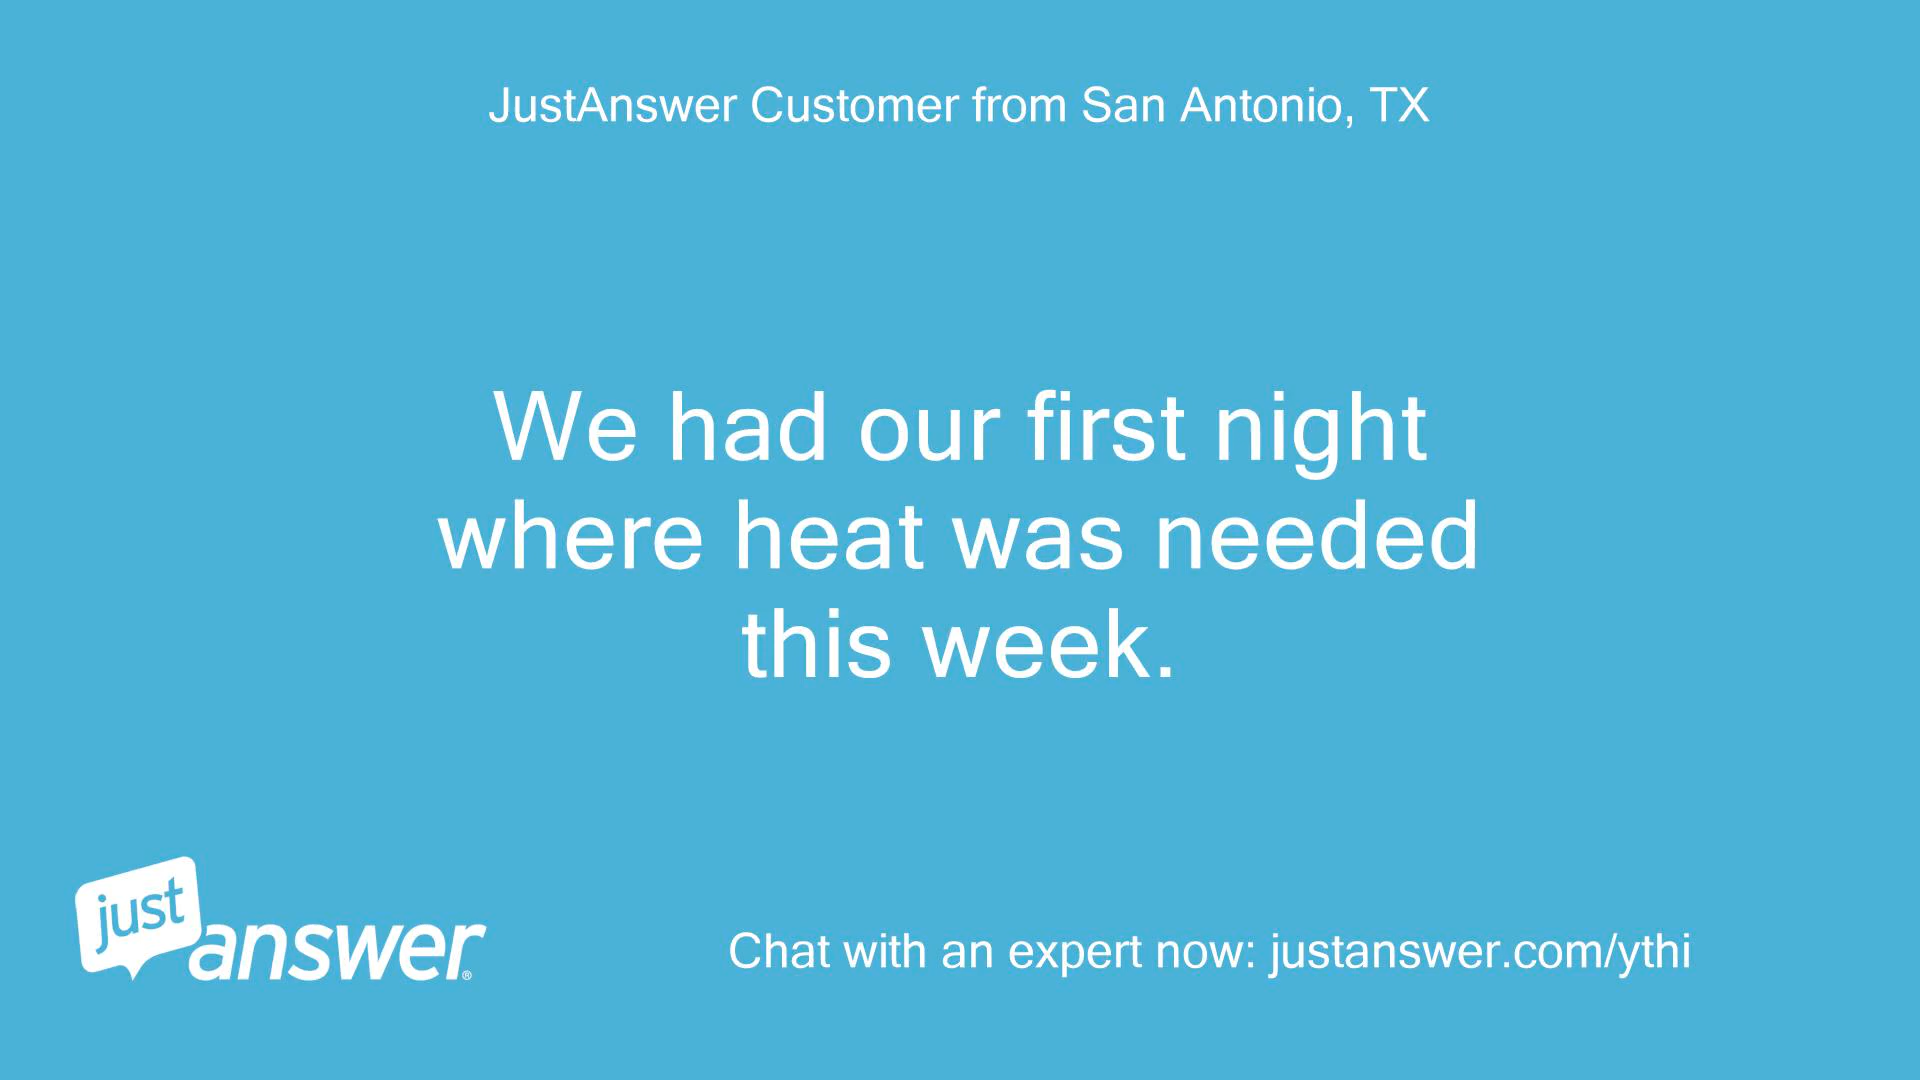 JustAnswer Customer from San Antonio, TX
We had our first night
where heat was needed
this week.
just
answer®
Chat with an expert now: justanswer.com/ythi